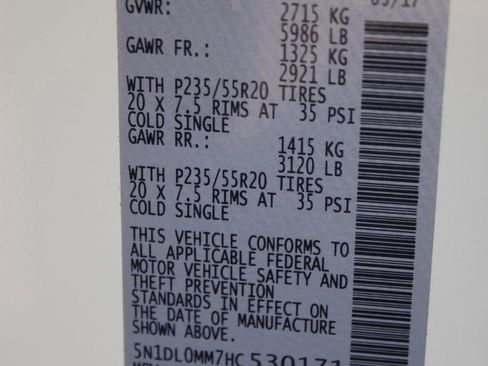 GVWR: 2715 KG
5986 LB
GAWR FR.: 1325 KG
2921 LB
WITH P235/55R20 TIRES
20 X 7.5 RIMS AT 35 PSI
COLD SINGLE
GAWR RR.: 1415 KG
3120 LB
WITH P235/55R20 TIRES
20 X 7.5 RIMS AT 35 PSI
COLD SINGLE
THIS VEHICLE CONFORMS TO
ALL APPLICABLE FEDERAL
MOTOR VEHICLE SAFETY AND
THEFT PREVENTION
STANDARDS IN EFFECT ON
THE DATE OF MANUFACTURE
SHOWN ABOVE.
5N1DL0MM7HC530171